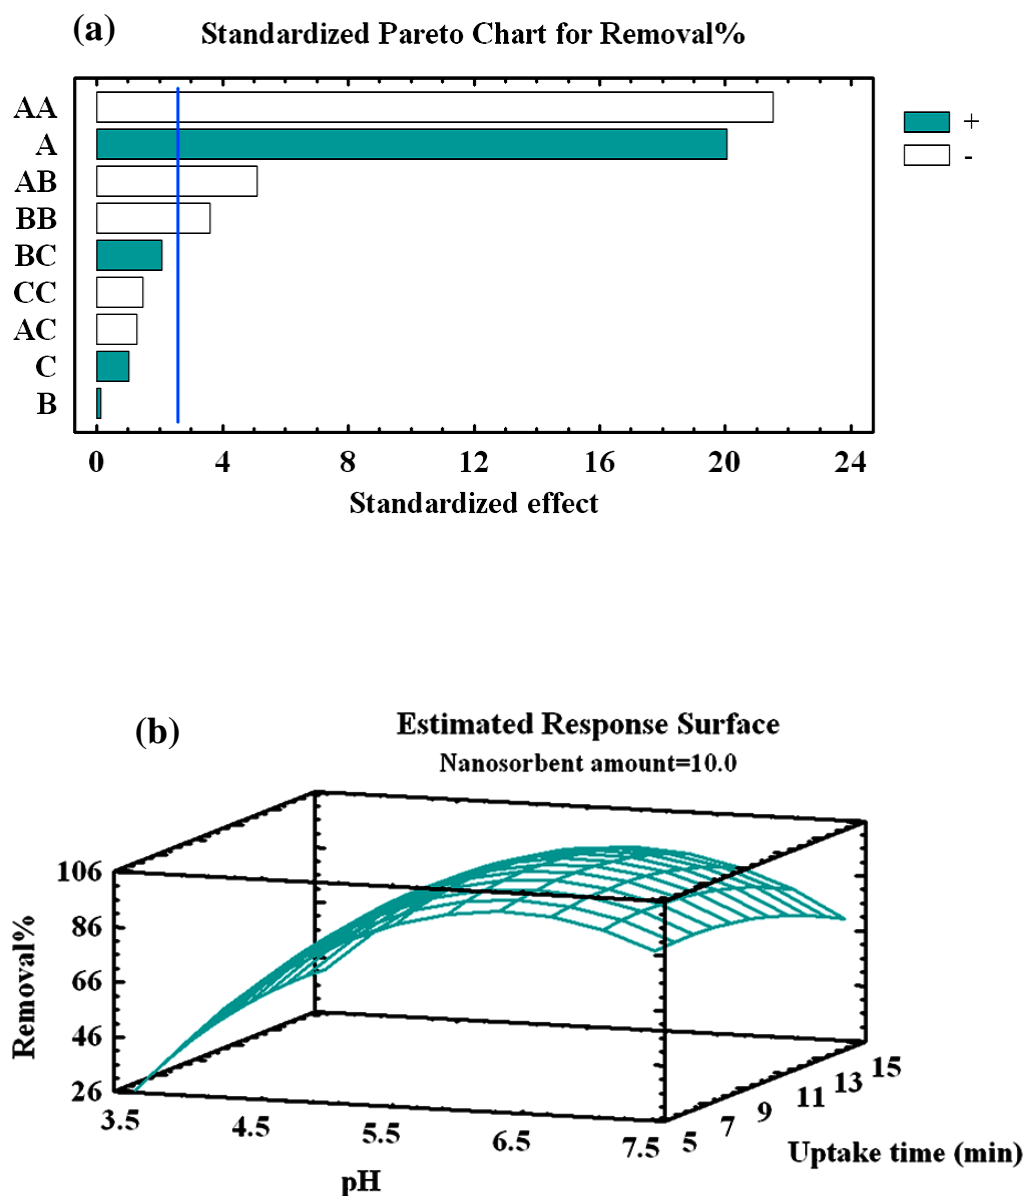 (a)
Standardized Pareto Chart for Removal%
AA
A
AB
BB
BC
CC
AC
C
B
+
-
0 4 8 12 16 20 24
Standardized effect
(b)
Estimated Response Surface
Nanosorbent amount=10.0
106
86
66
46
26
Removal%
3.5 4.5 5.5 6.5 7.5
pH
5 7 9 11 13 15
Uptake time (min)